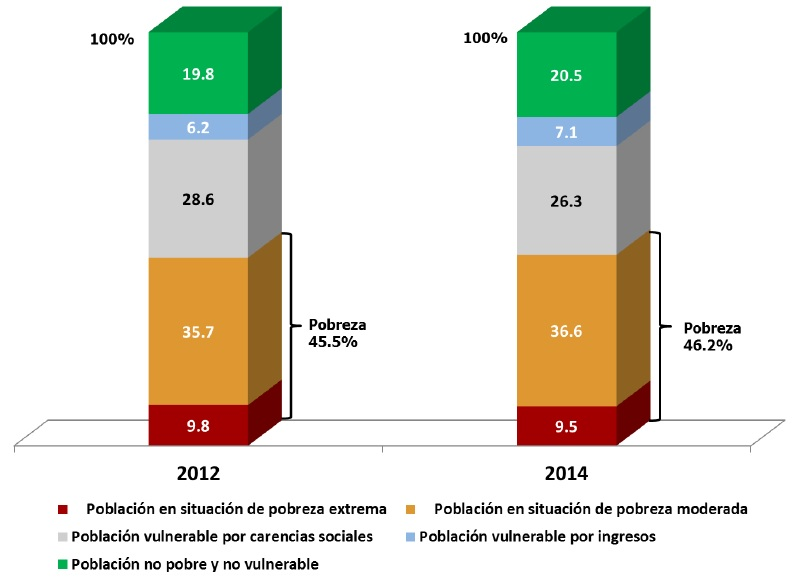 100%
19.8
6.2
28.6
35.7
9.8
Pobreza
45.5%
2012
100%
20.5
7.1
26.3
36.6
9.5
Pobreza
46.2%
2014
Población en situación de pobreza extrema
Población en situación de pobreza moderada
Población vulnerable por carencias sociales
Población vulnerable por ingresos
Población no pobre y no vulnerable